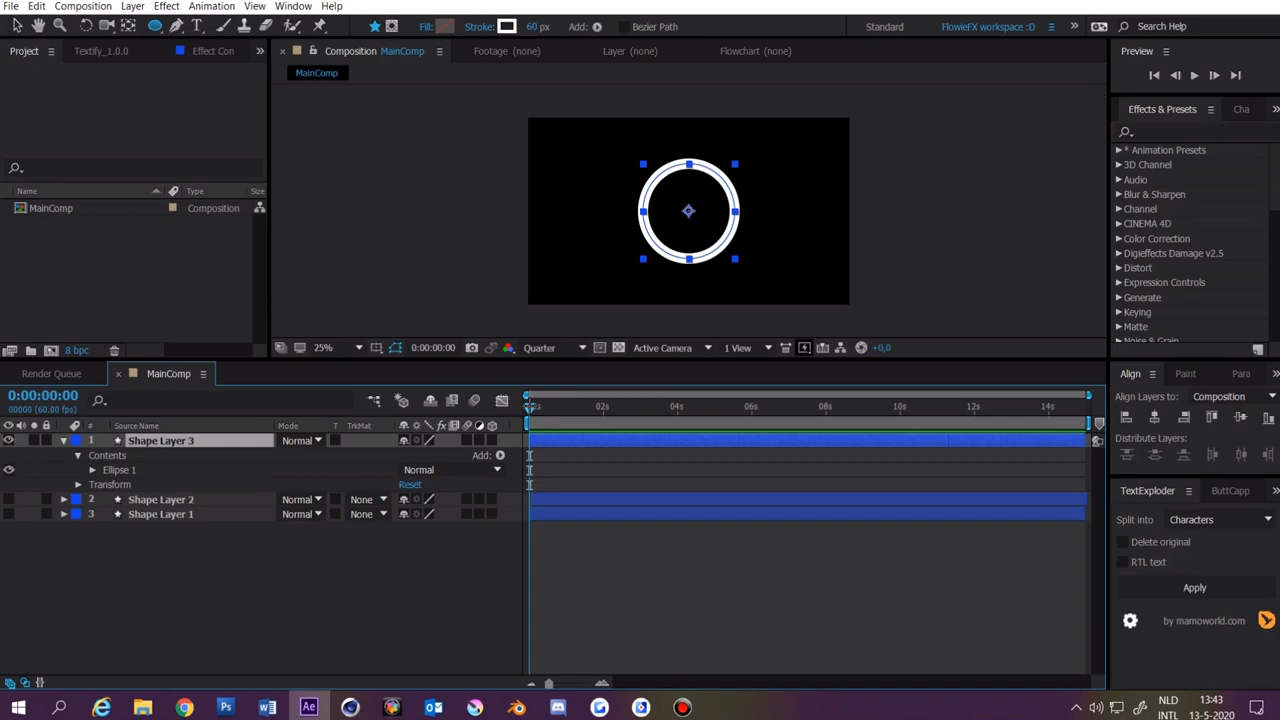 File Edit Composition Layer Effect Animation View Window Help
Fill: Stroke: 60 px Add: Bezier Path Standard FlowieFX workspace :D Search Help
Project Textify_1.0.0 Effect Con Composition MainComp Footage (none) Layer (none) Flowchart (none) Preview
MainComp
Effects & Presets Cha
* Animation Presets
3D Channel
Audio
Blur & Sharpen
Channel
CINEMA 4D
Color Correction
Digieffects Damage v2.5
Distort
Expression Controls
Generate
Keying
Matte
Noise & Grain
Name Type Size
MainComp Composition
8 bpc
25% 0:00:00:00 Quarter Active Camera 1 View +0,0
Render Queue MainComp
0:00:00:00
00000 (60.00 fps)
02s 04s 06s 08s 10s 12s 14s
# Source Name Mode T TrkMat
1 Shape Layer 3 Normal
Contents Add:
Ellipse 1 Normal
Transform Reset
2 Shape Layer 2 Normal None
3 Shape Layer 1 Normal None
Align Paint Para
Align Layers to: Composition
Distribute Layers:
TextExploder ButtCapp
Split into Characters
Delete original
RTL text
Apply
by mamoworld.com
NLD 13:43
INTL 13-5-2020